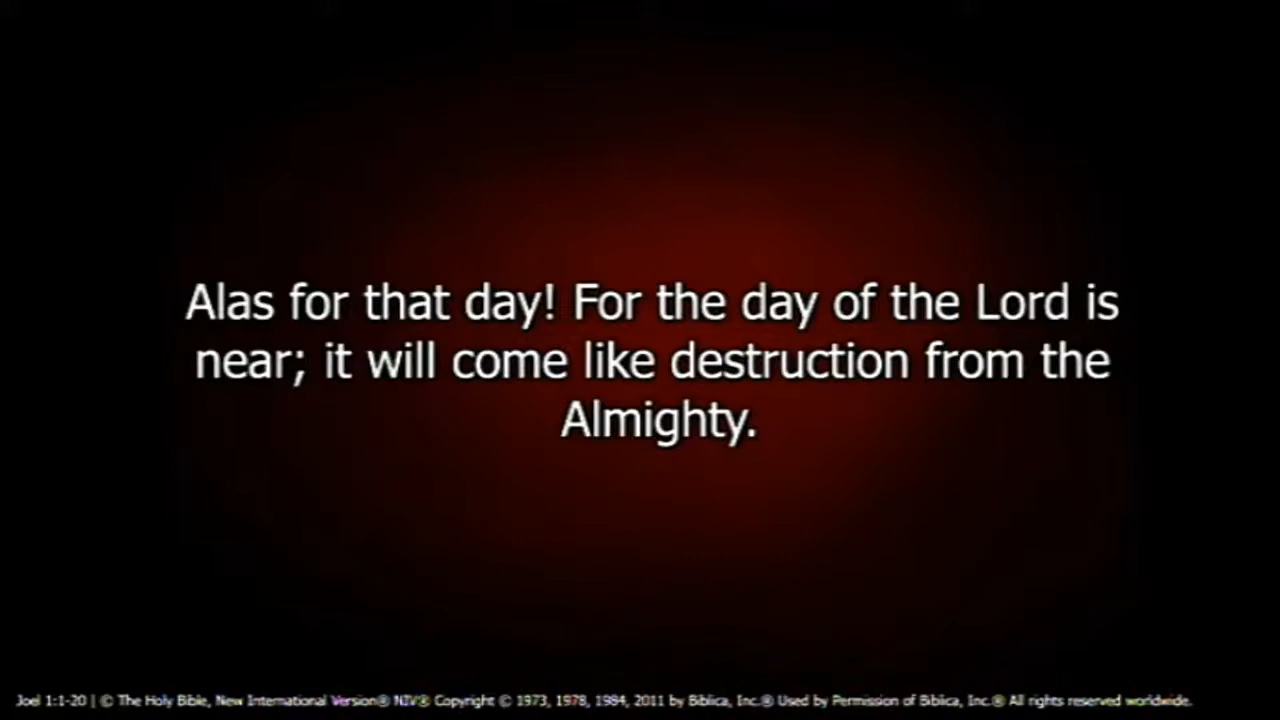 Alas for that day! For the day of the Lord is
near; it will come like destruction from the
Almighty.
Joel 1:1-20 | © The Holy Bible, New International Version® NIV® Copyright © 1973, 1978, 1984, 2011 by Biblica, Inc.® Used by Permission of Biblica, Inc.® All rights reserved worldwide.